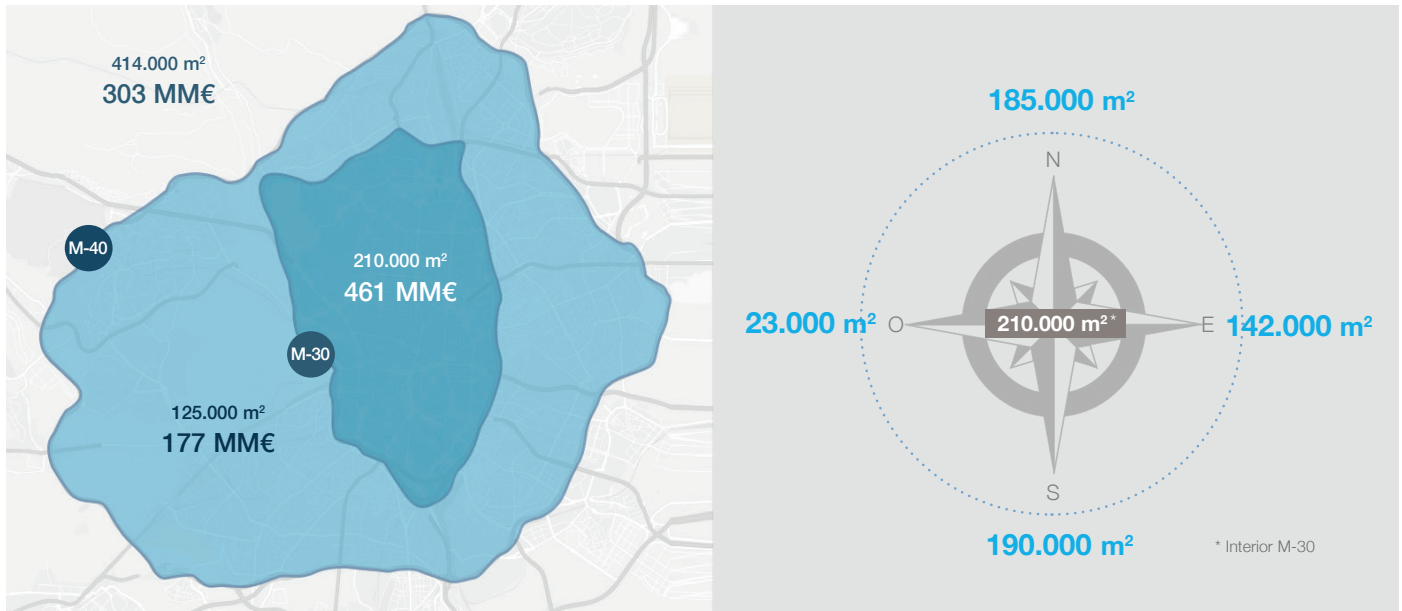 414.000 m²
303 MM€
M-40
210.000 m²
461 MM€
M-30
125.000 m²
177 MM€
185.000 m²
N
23.000 m²
O
210.000 m²*
E
142.000 m²
S
190.000 m²
* Interior M-30